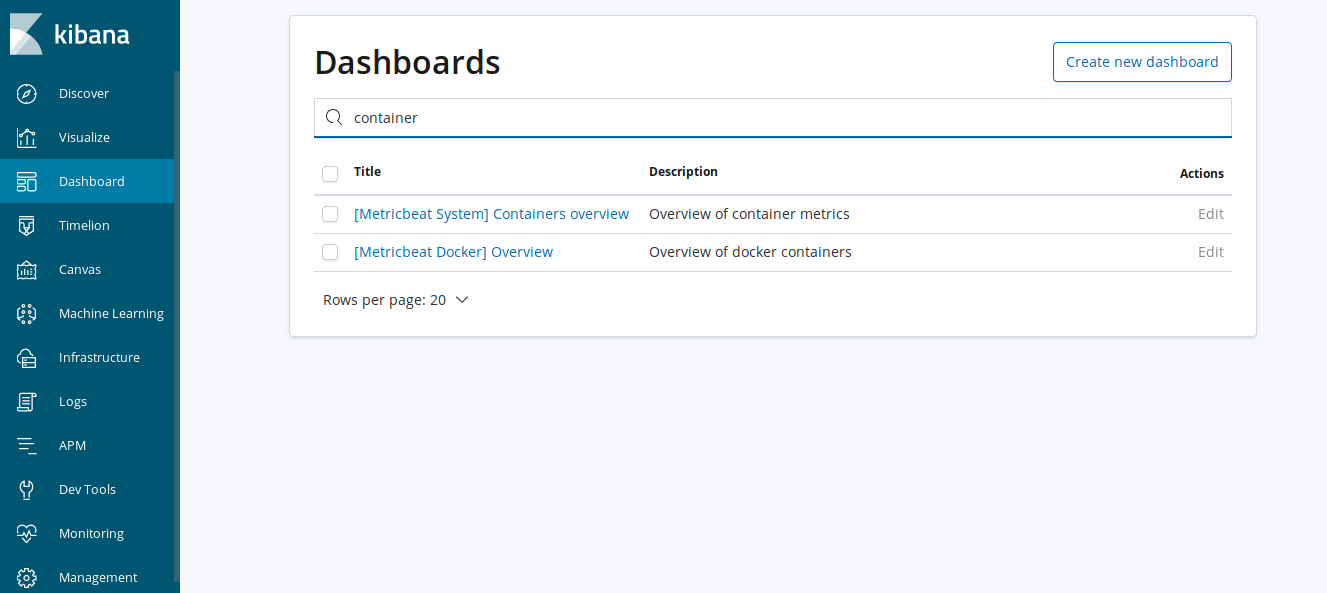 kibana
Discover
Visualize
Dashboard
Timelion
Canvas
Machine Learning
Infrastructure
Logs
APM
Dev Tools
Monitoring
Management
Dashboards
Create new dashboard
container
Title Description Actions
[Metricbeat System] Containers overview Overview of container metrics Edit
[Metricbeat Docker] Overview Overview of docker containers Edit
Rows per page: 20